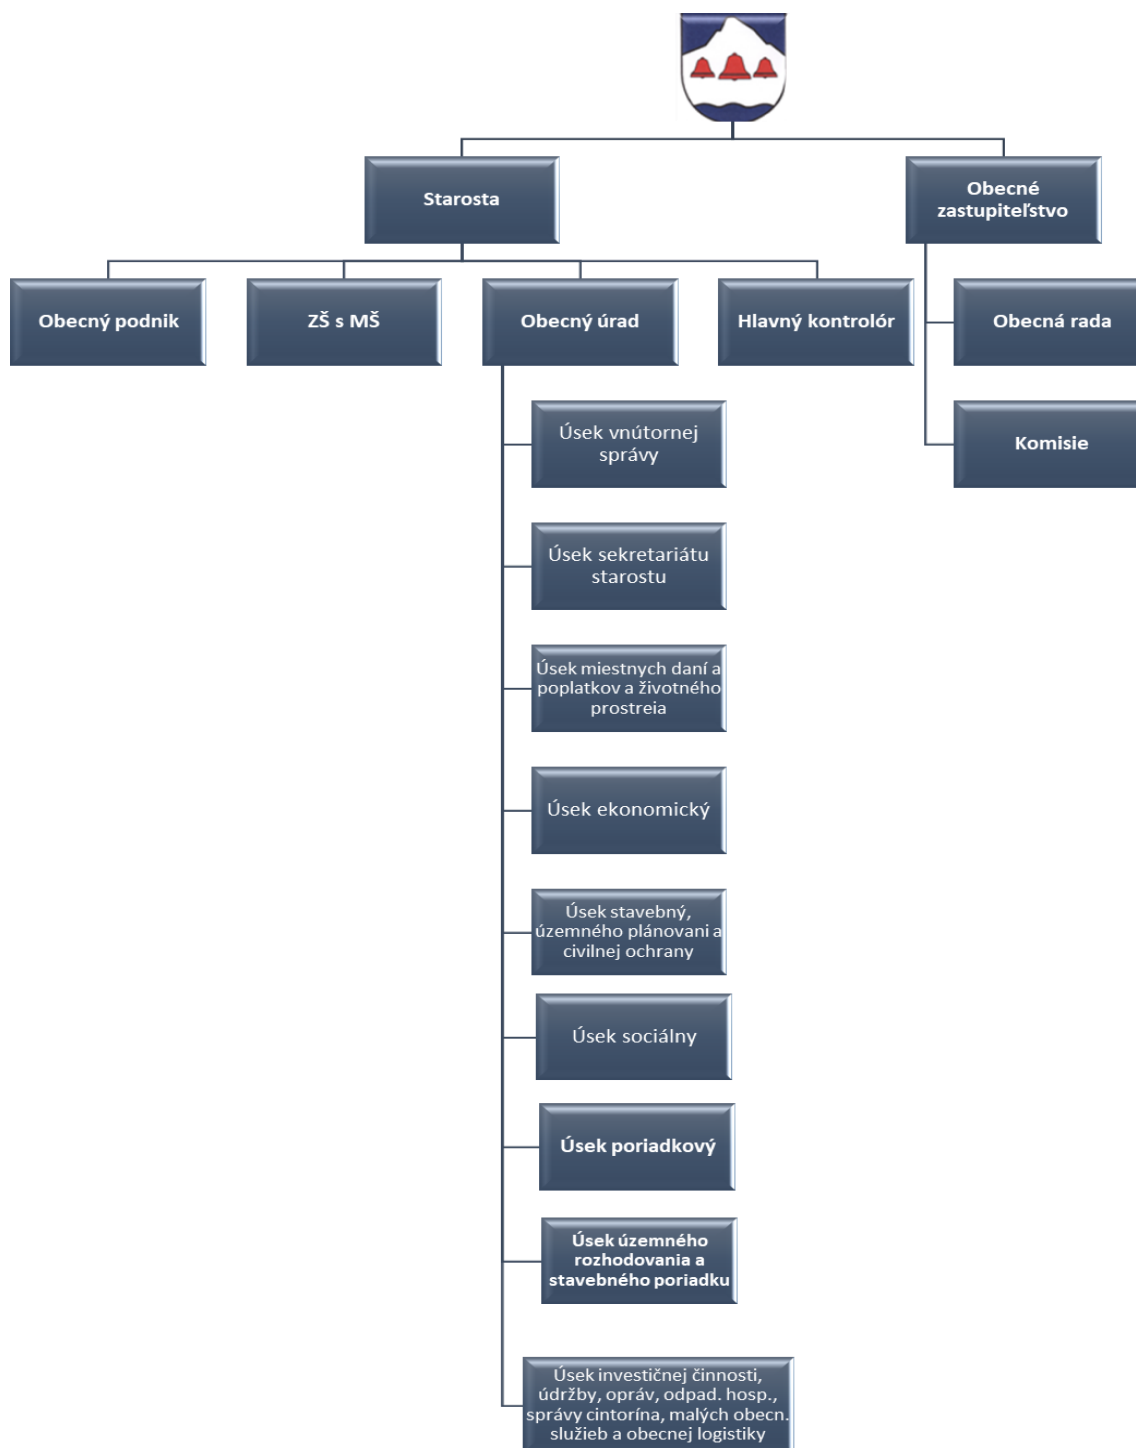 Starosta
Obecné
zastupiteľstvo
Obecný podnik
ZŠ s MŠ
Obecný úrad
Hlavný kontrolór
Obecná rada
Komisie
Úsek vnútornej
správy
Úsek sekretariátu
starostu
Úsek miestnych daní a
poplatkov a životného
prostreia
Úsek ekonomický
Úsek stavebný,
územného plánovani a
civilnej ochrany
Úsek sociálny
Úsek poriadkový
Úsek územného
rozhodovania a
stavebného poriadku
Úsek investičnej činnosti,
údržby, opráv, odpad. hosp.,
správy cintorína, malých obecn.
služieb a obecnej logistiky